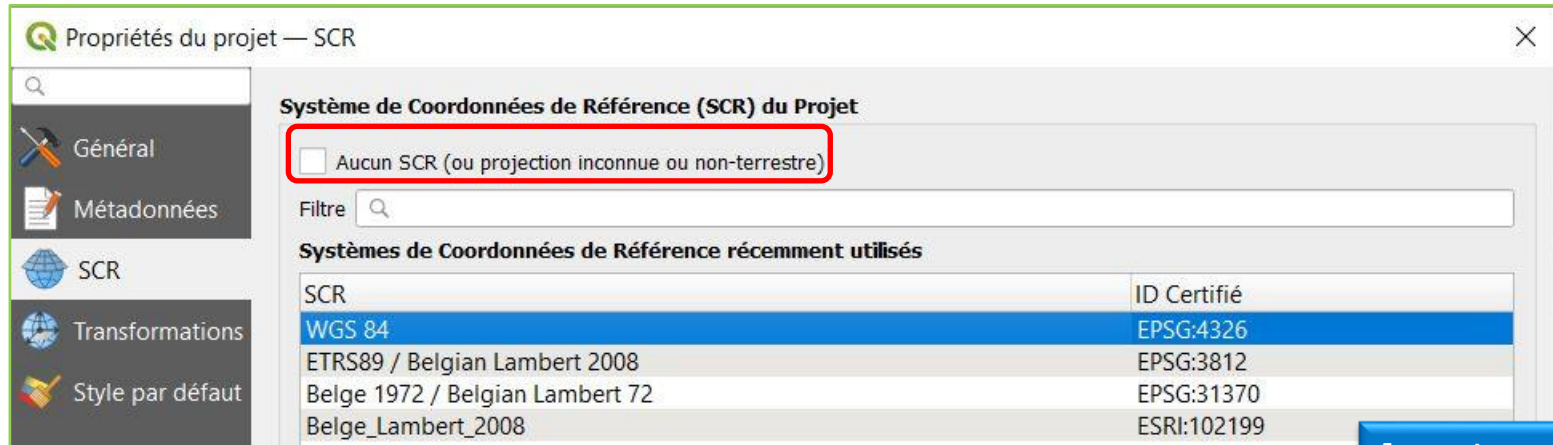 Propriétés du projet — SCR
Général
Métadonnées
SCR
Transformations
Style par défaut
Système de Coordonnées de Référence (SCR) du Projet
Aucun SCR (ou projection inconnue ou non-terrestre)
Filtre
Systèmes de Coordonnées de Référence récemment utilisés
SCR ID Certifié
WGS 84 EPSG:4326
ETRS89 / Belgian Lambert 2008 EPSG:3812
Belge 1972 / Belgian Lambert 72 EPSG:31370
Belge_Lambert_2008 ESRI:102199